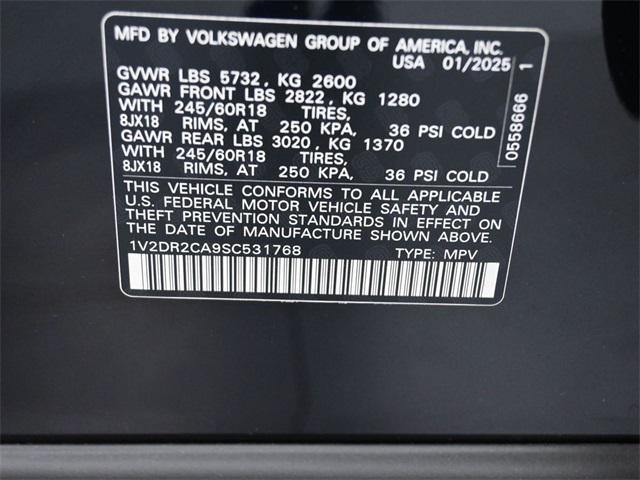 MFD BY VOLKSWAGEN GROUP OF AMERICA, INC.
USA 01/2025
GVWR LBS 5732, KG 2600
GAWR FRONT LBS 2822, KG 1280
WITH 245/60R18 TIRES,
8JX18 RIMS, AT 250 KPA, 36 PSI COLD
GAWR REAR LBS 3020, KG 1370
WITH 245/60R18 TIRES,
8JX18 RIMS, AT 250 KPA, 36 PSI COLD
THIS VEHICLE CONFORMS TO ALL APPLICABLE
U.S. FEDERAL MOTOR VEHICLE SAFETY AND
THEFT PREVENTION STANDARDS IN EFFECT ON
THE DATE OF MANUFACTURE SHOWN ABOVE.
1V2DR2CA9SC531768 TYPE: MPV
0558666 1